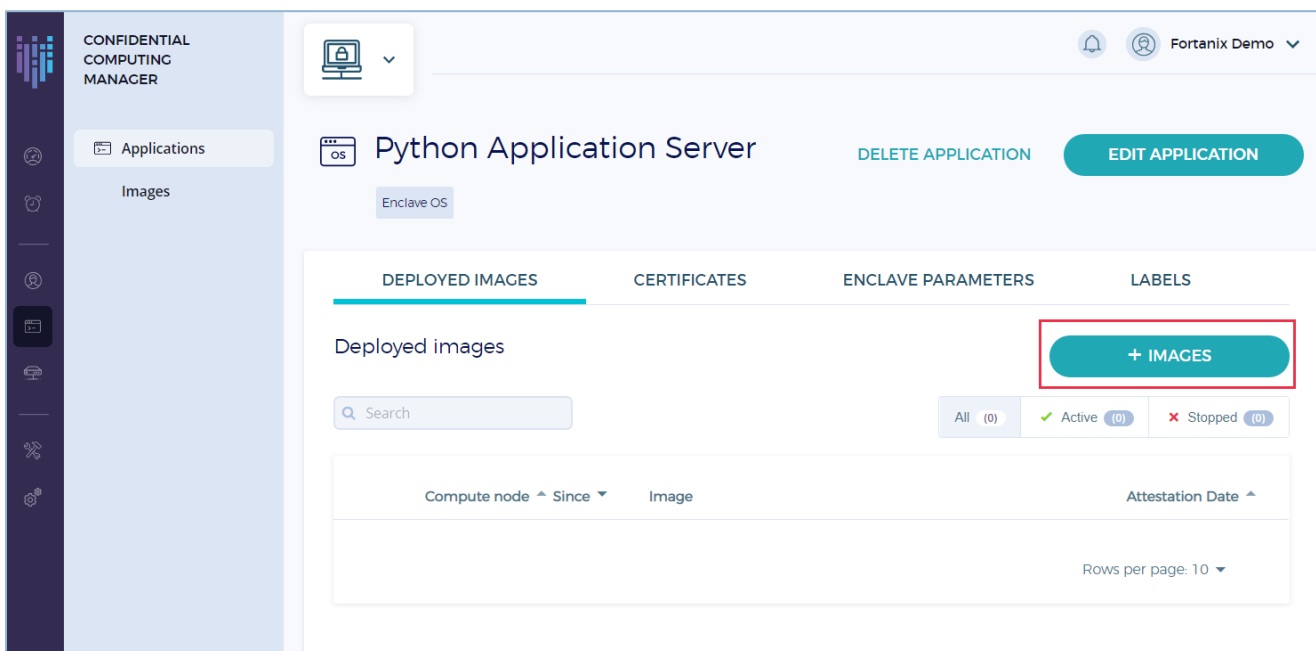 CONFIDENTIAL
COMPUTING
MANAGER
Applications
Images
Fortanix Demo
OS
Python Application Server
DELETE APPLICATION
EDIT APPLICATION
Enclave OS
DEPLOYED IMAGES
CERTIFICATES
ENCLAVE PARAMETERS
LABELS
Deployed images
+ IMAGES
Search
All (0)
Active (0)
Stopped (0)
Compute node
Since
Image
Attestation Date
Rows per page: 10